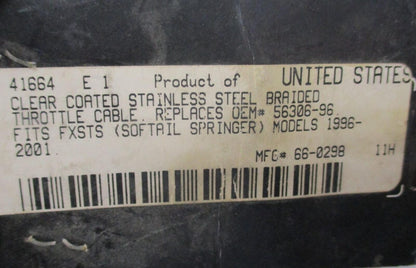 41664 E 1 Product of UNITED STATES
CLEAR COATED STAINLESS STEEL BRAIDED
THROTTLE CABLE. REPLACES OEM# 56306-96
FITS FXSTS (SOFTAIL SPRINGER) MODELS 1996-
2001.
MFG# 66-0298 11H